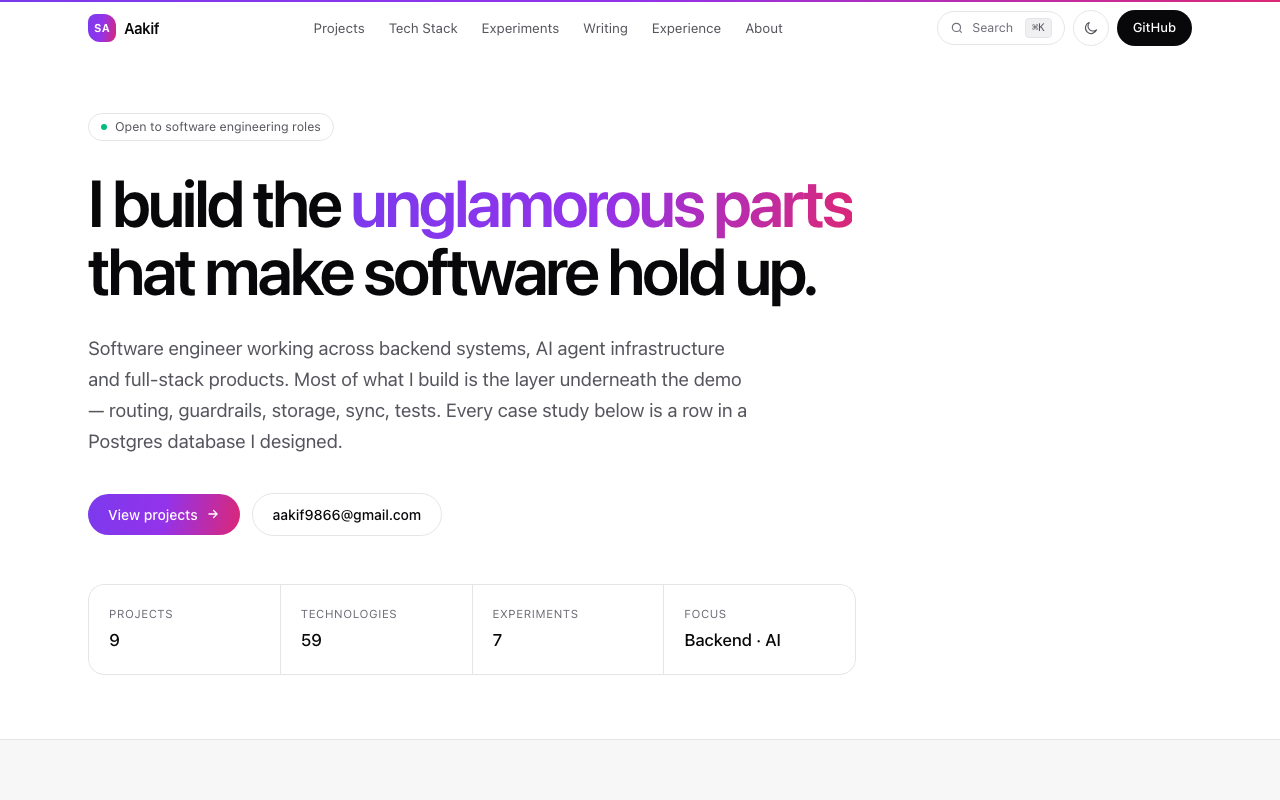 SA Aakif Projects Tech Stack Experiments Writing Experience About Search ⌘K GitHub
Open to software engineering roles
I build the unglamorous parts
that make software hold up.
Software engineer working across backend systems, AI agent infrastructure
and full-stack products. Most of what I build is the layer underneath the demo
— routing, guardrails, storage, sync, tests. Every case study below is a row in a
Postgres database I designed.
View projects → aakif9866@gmail.com
PROJECTS TECHNOLOGIES EXPERIMENTS FOCUS
9 59 7 Backend · AI